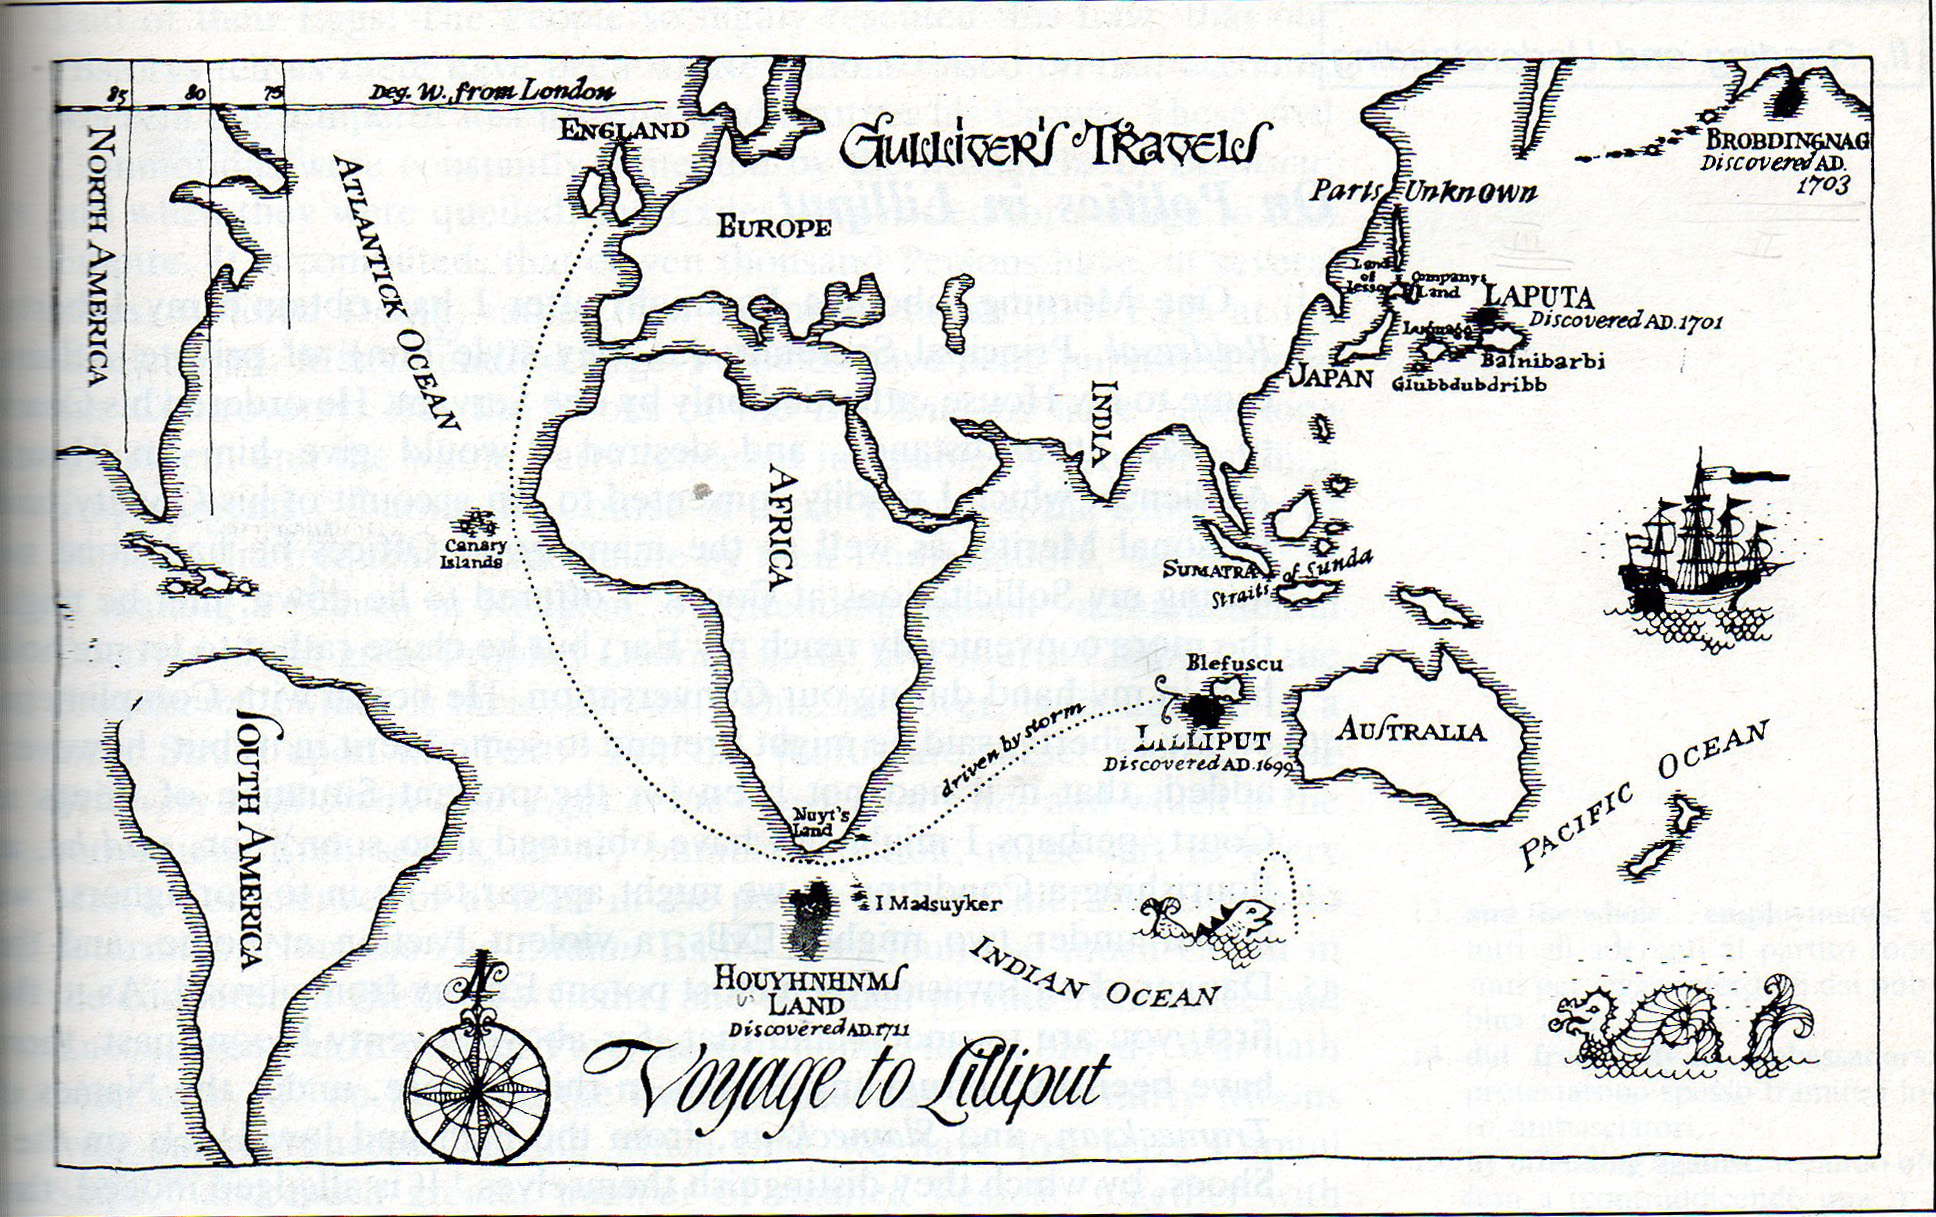 85 80 75 Deg. W. from London
ENGLAND
GULLIVER'S TRAVELS
BROBDINGNAG
Discovered AD.
1703
NORTH AMERICA
ATLANTICK OCEAN
EUROPE
Parts Unknown
Land
of
Iesso
Companys
Land
LAPUTA
Discovered AD. 1701
Balnibarbi
Glubbdubdribb
JAPAN
INDIA
AFRICA
Canary
Islands
SUMATRA
Straits of Sunda
Blefuscu
LILLIPUT
Discovered AD. 1699
driven by storm
AUSTRALIA
PACIFIC OCEAN
SOUTH AMERICA
Nuyt's
Land
I Madsuyker
HOUYHNHNMS
LAND
Discovered AD. 1711
INDIAN OCEAN
N
Voyage to Lilliput